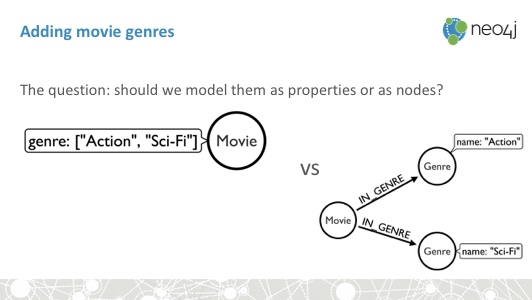 Adding movie genres
neo4j
The question: should we model them as properties or as nodes?
genre: ["Action", "Sci-Fi"]
Movie
VS
name: "Action"
Genre
IN_GENRE
Movie
IN_GENRE
Genre
name: "Sci-Fi"